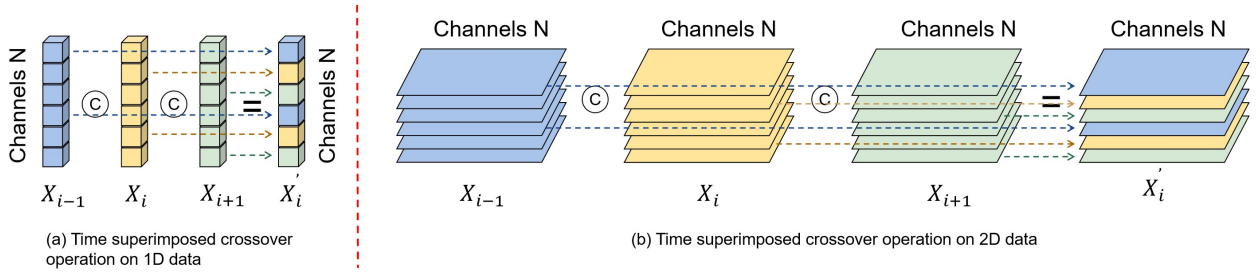 Channels N
C
C
=
Channels N
X_{i-1}
X_i
X_{i+1}
X_i'
(a) Time superimposed crossover
operation on 1D data
Channels N
Channels N
Channels N
Channels N
C
C
=
X_{i-1}
X_i
X_{i+1}
X_i'
(b) Time superimposed crossover operation on 2D data